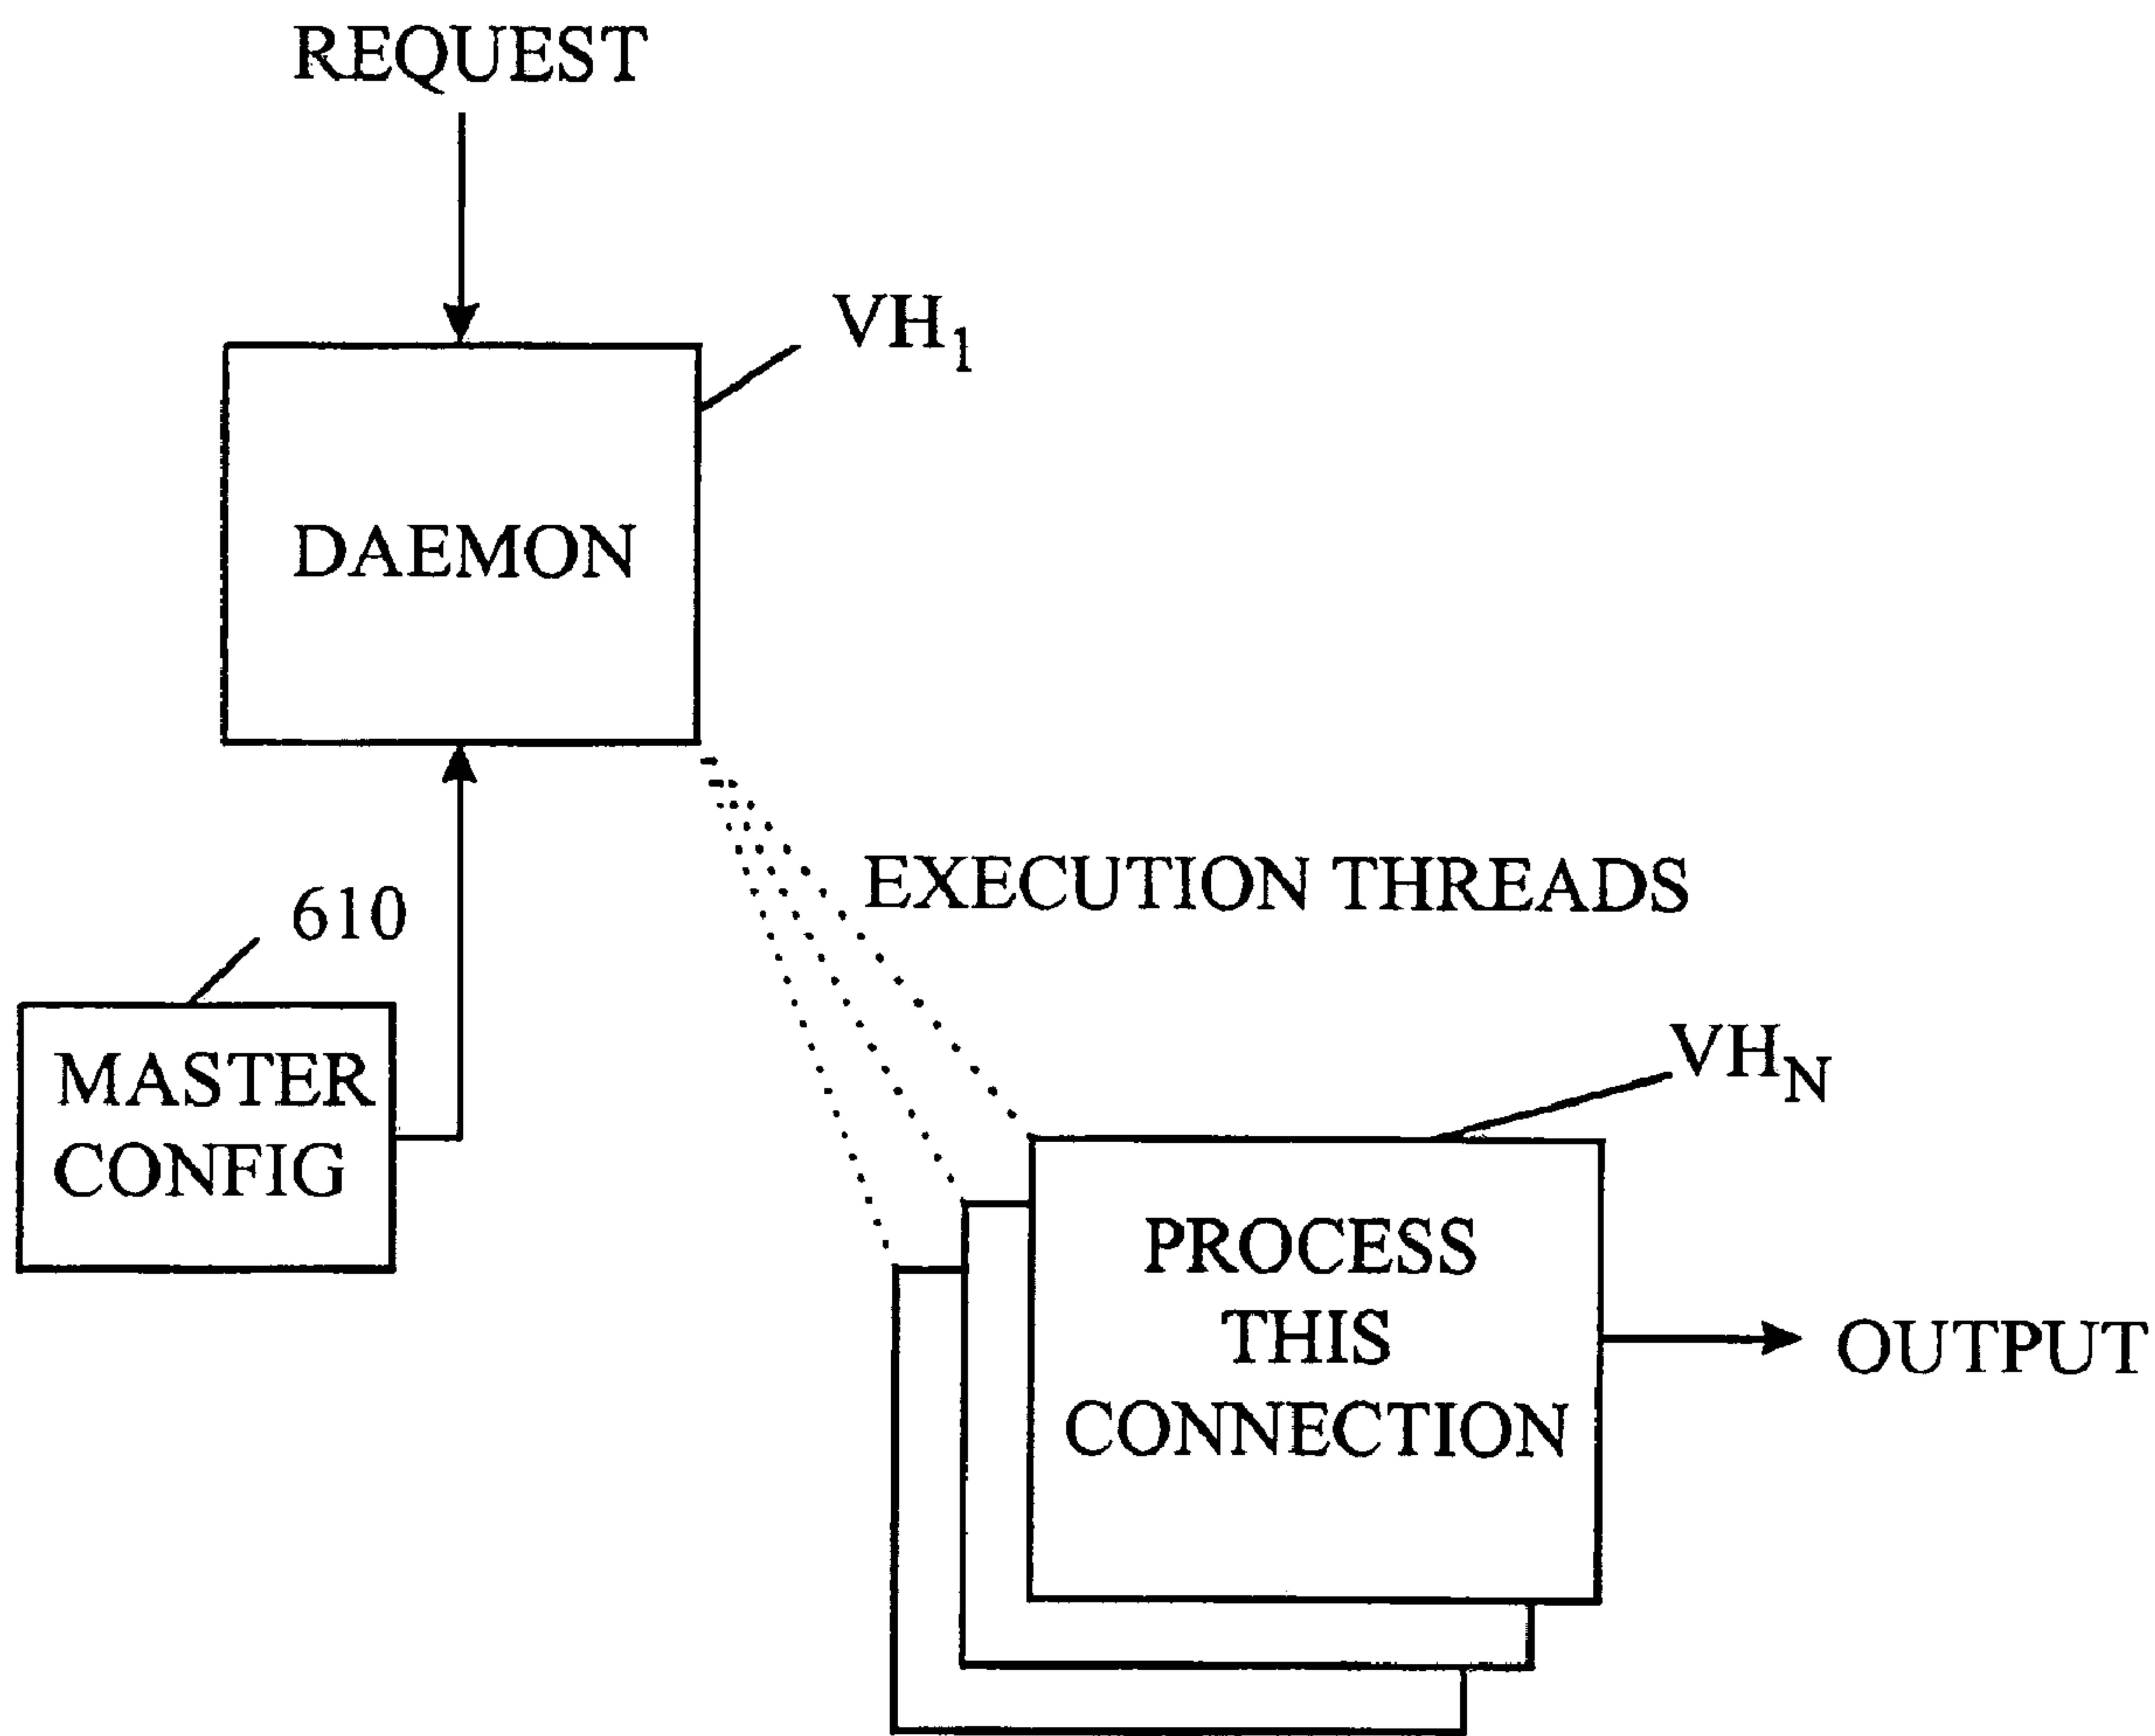 REQUEST
VH1
DAEMON
EXECUTION THREADS
610
MASTER
CONFIG
VHN
PROCESS
THIS
CONNECTION
OUTPUT